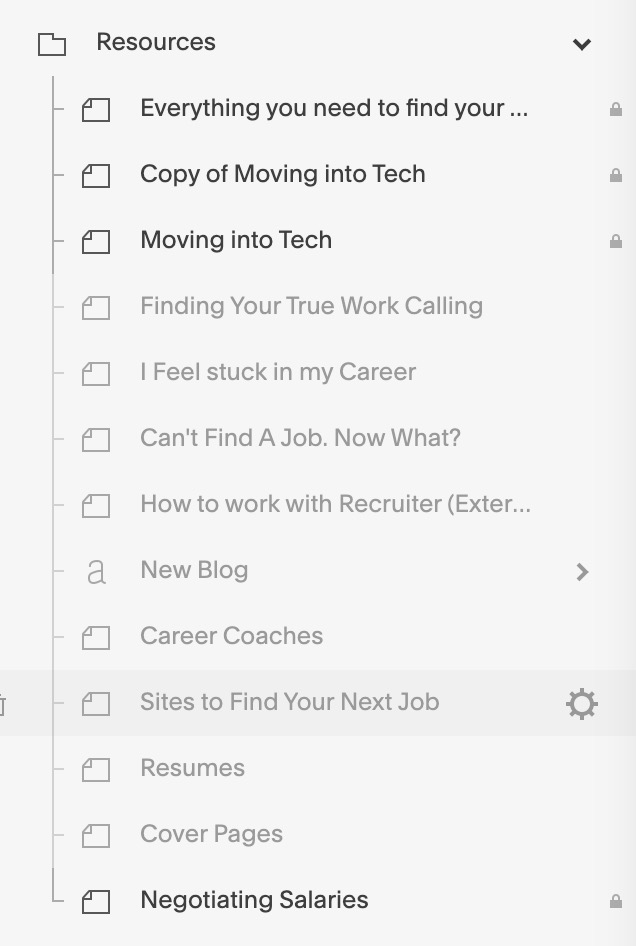 Resources
Everything you need to find your ...
Copy of Moving into Tech
Moving into Tech
Finding Your True Work Calling
I Feel stuck in my Career
Can't Find A Job. Now What?
How to work with Recruiter (Exter...
a New Blog
Career Coaches
Sites to Find Your Next Job
Resumes
Cover Pages
Negotiating Salaries